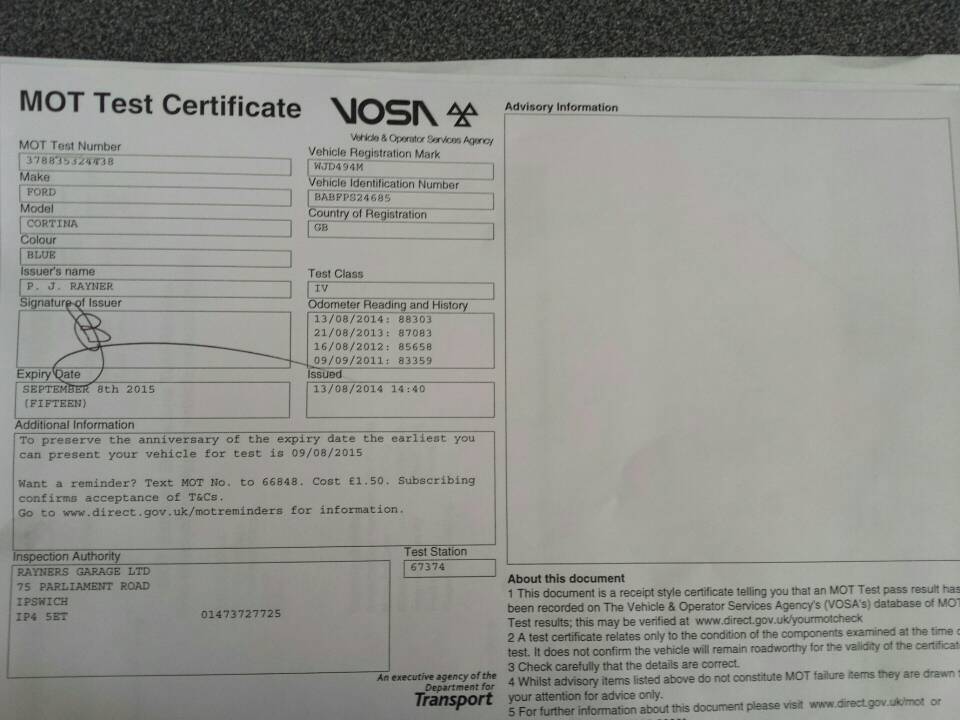 MOT Test Certificate
VOSA
Vehicle & Operator Services Agency
MOT Test Number
378835324438
Make
FORD
Model
CORTINA
Colour
BLUE
Issuer's name
P. J. RAYNER
Signature of Issuer
Expiry Date
SEPTEMBER 8th 2015
(FIFTEEN)
Vehicle Registration Mark
WJD494M
Vehicle Identification Number
BABFPS24685
Country of Registration
GB
Test Class
IV
Odometer Reading and History
13/08/2014: 88303
21/08/2013: 87083
16/08/2012: 85658
09/09/2011: 83359
Issued
13/08/2014 14:40
Additional Information
To preserve the anniversary of the expiry date the earliest you
can present your vehicle for test is 09/08/2015
Want a reminder? Text MOT No. to 66848. Cost £1.50. Subscribing
confirms acceptance of T&Cs.
Go to www.direct.gov.uk/motreminders for information.
Inspection Authority
RAYNERS GARAGE LTD
75 PARLIAMENT ROAD
IPSWICH
IP4 5ET 01473727725
Test Station
67374
An executive agency of the
Department for
Transport
Advisory Information
About this document
1 This document is a receipt style certificate telling you that an MOT Test pass result has
been recorded on The Vehicle & Operator Services Agency's (VOSA's) database of MOT
Test results; this may be verified at www.direct.gov.uk/yourmotcheck
2 A test certificate relates only to the condition of the components examined at the time
test. It does not confirm the vehicle will remain roadworthy for the validity of the certificate
3 Check carefully that the details are correct.
4 Whilst advisory items listed above do not constitute MOT failure items they are drawn
your attention for advice only.
5 For further information about this document please visit www.direct.gov.uk/mot or